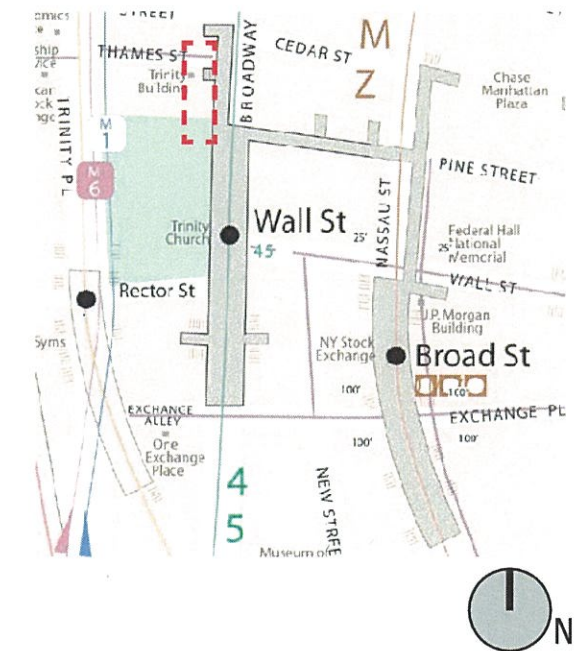 THAMES ST
CEDAR ST
BROADWAY
M
Z
Trinity
Building
Chase
Manhattan
Plaza
TRINITY PL
M
1
M
6
PINE STREET
NASSAU ST
Trinity
Church
Wall St
45
25'
25'
Federal Hall
National
Memorial
WALL ST
Rector St
J.P. Morgan
Building
Syms
NY Stock
Exchange
Broad St
100'
100'
EXCHANGE PL
EXCHANGE
ALLEY
One
Exchange
Place
100'
100'
4
5
NEW STREE
Museum of
N